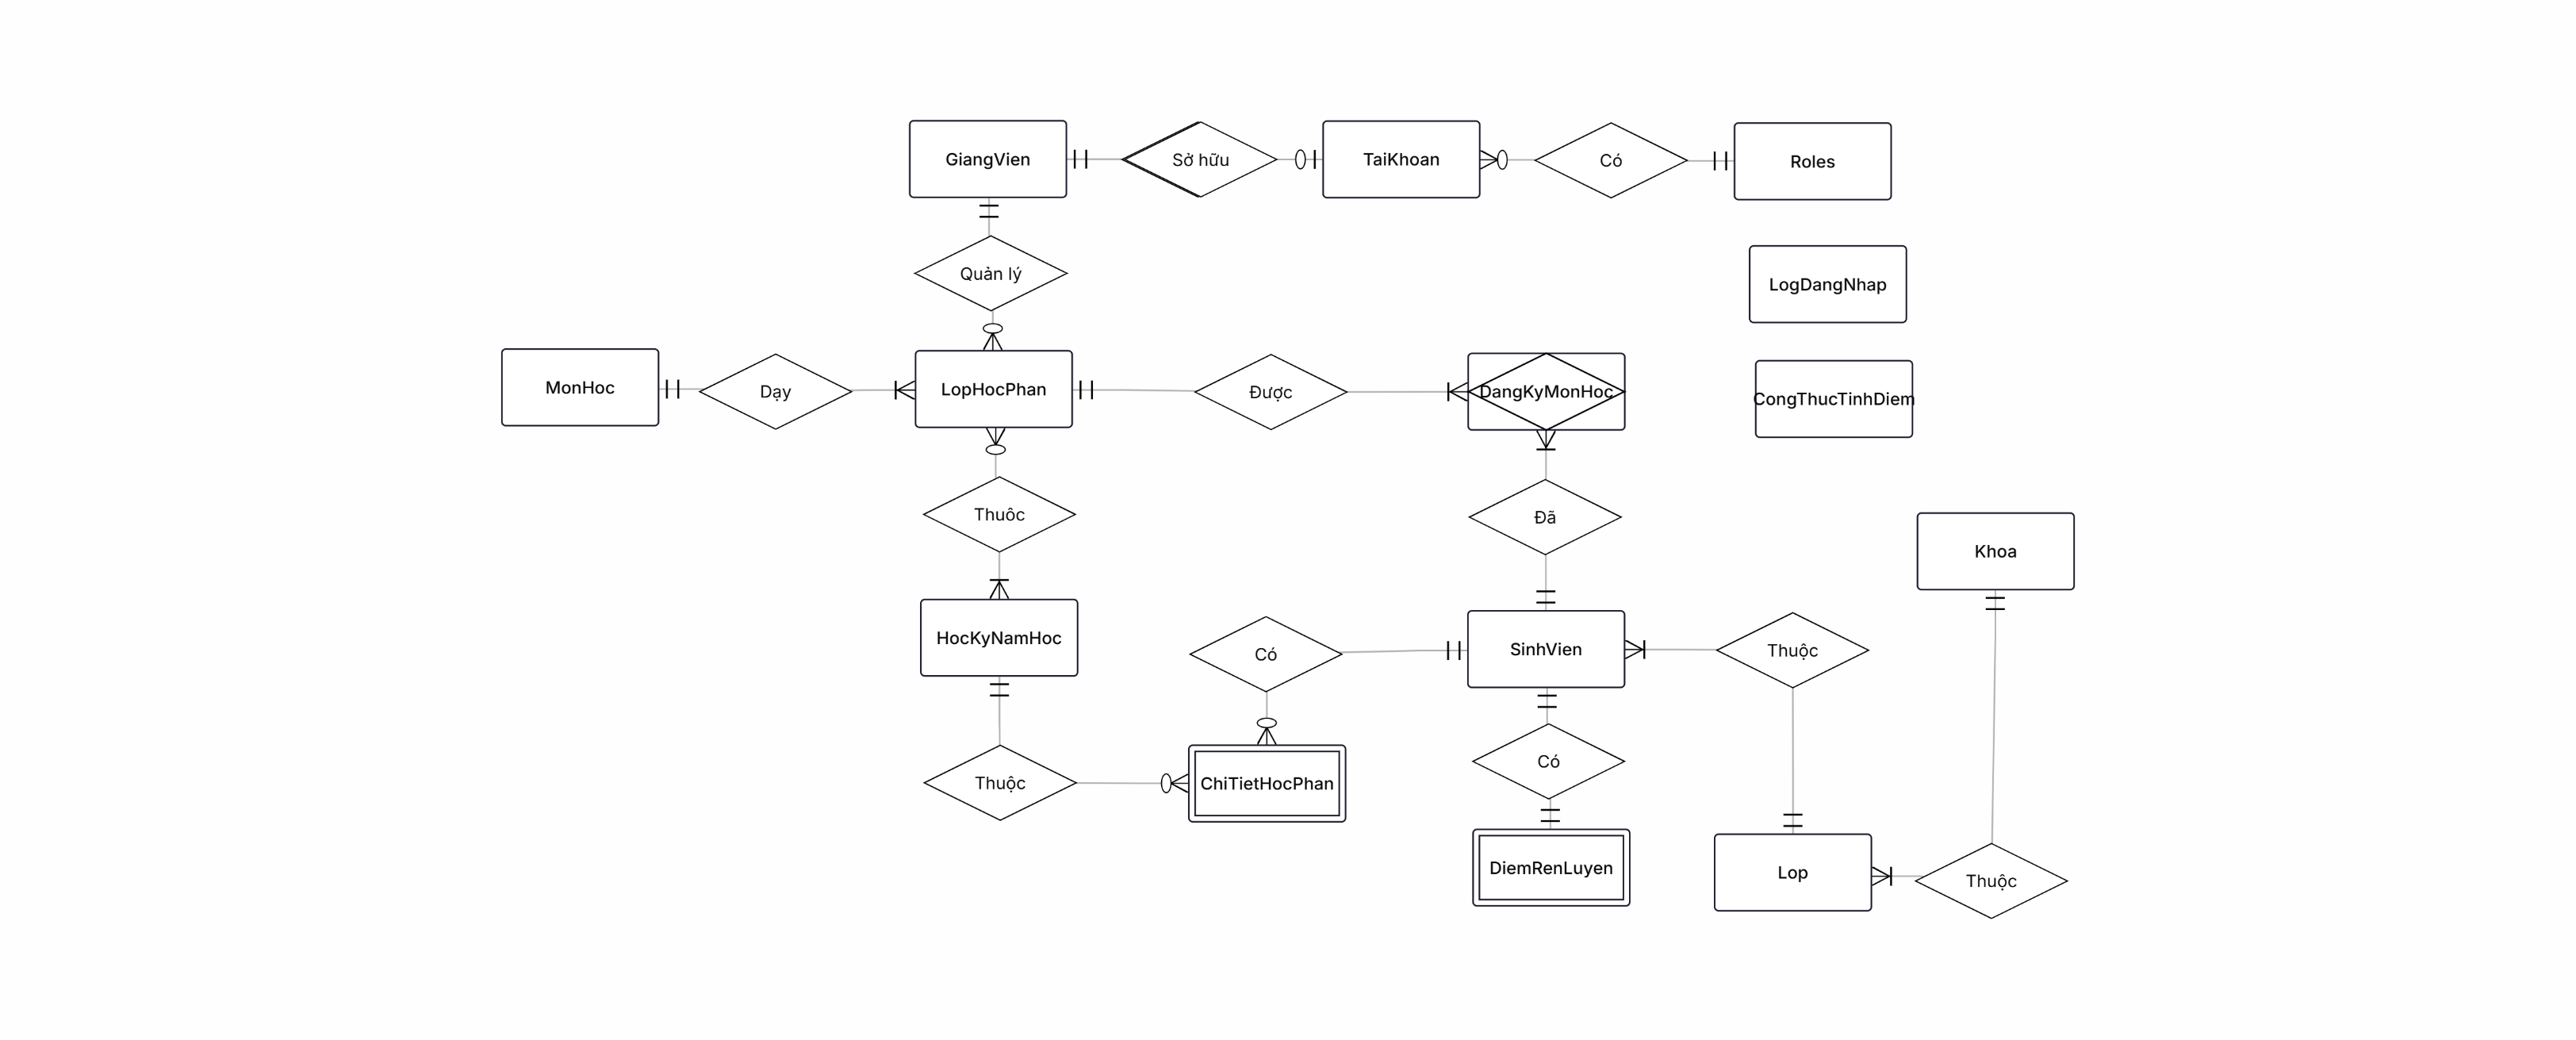 GiangVien
Sở hữu
TaiKhoan
Có
Roles
Quản lý
LogDangNhap
MonHoc
Dạy
LopHocPhan
Được
DangKyMonHoc
CongThucTinhDiem
Thuôc
Đã
Khoa
HocKyNamHoc
Có
SinhVien
Thuộc
Thuộc
ChiTietHocPhan
Có
DiemRenLuyen
Lop
Thuộc